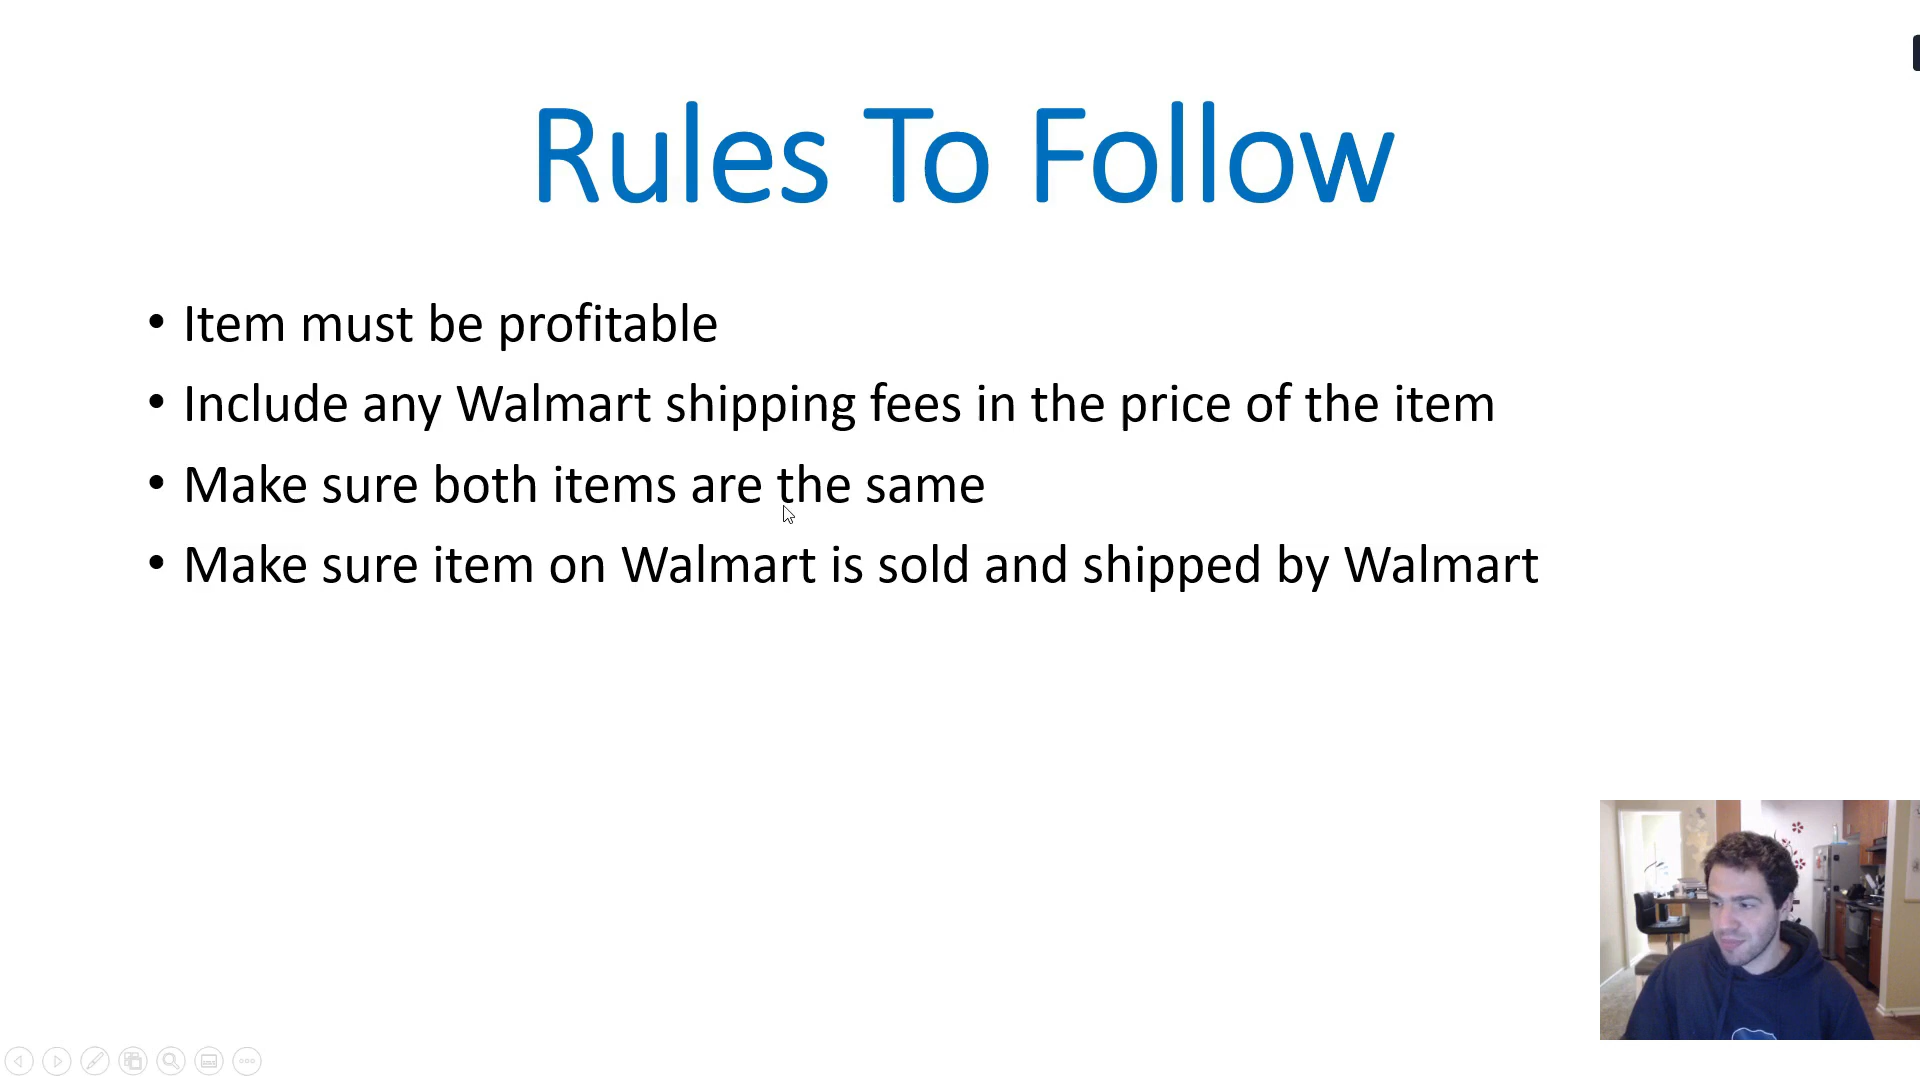 Rules To Follow
• Item must be profitable
• Include any Walmart shipping fees in the price of the item
• Make sure both items are the same
• Make sure item on Walmart is sold and shipped by Walmart